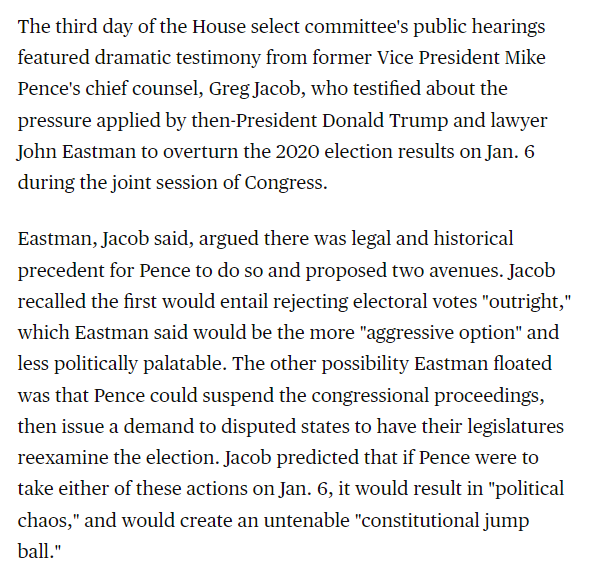 The third day of the House select committee's public hearings
featured dramatic testimony from former Vice President Mike
Pence's chief counsel, Greg Jacob, who testified about the
pressure applied by then-President Donald Trump and lawyer
John Eastman to overturn the 2020 election results on Jan. 6
during the joint session of Congress.
Eastman, Jacob said, argued there was legal and historical
precedent for Pence to do so and proposed two avenues. Jacob
recalled the first would entail rejecting electoral votes "outright,"
which Eastman said would be the more "aggressive option" and
less politically palatable. The other possibility Eastman floated
was that Pence could suspend the congressional proceedings,
then issue a demand to disputed states to have their legislatures
reexamine the election. Jacob predicted that if Pence were to
take either of these actions on Jan. 6, it would result in "political
chaos," and would create an untenable "constitutional jump
ball."